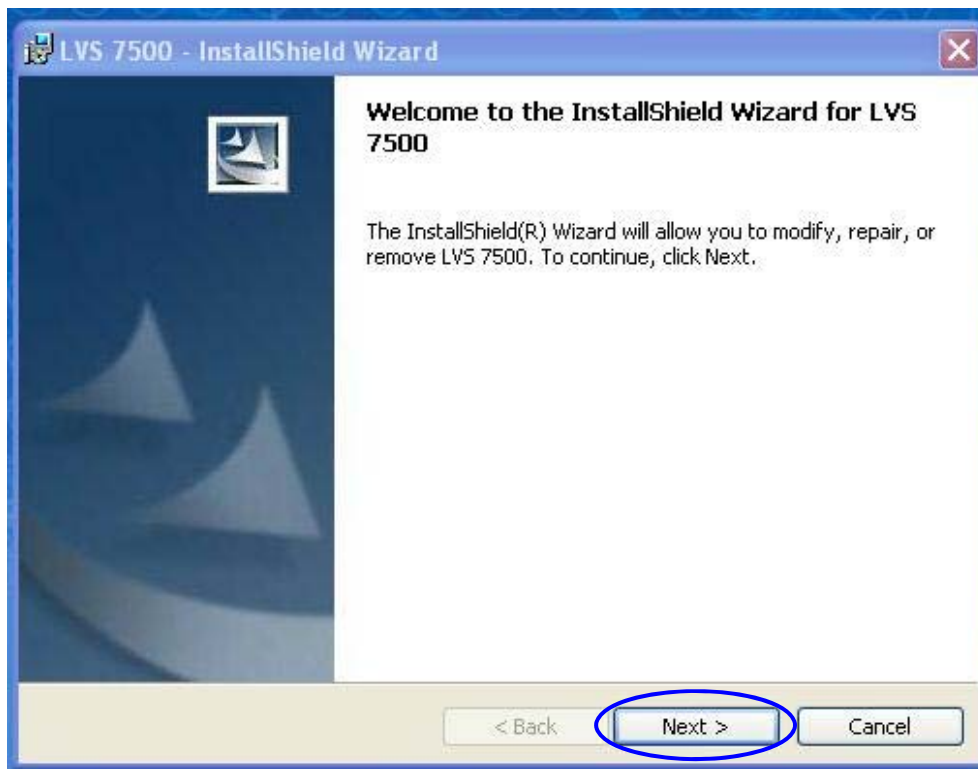 LVS 7500 - InstallShield Wizard
Welcome to the InstallShield Wizard for LVS
7500
The InstallShield(R) Wizard will allow you to modify, repair, or
remove LVS 7500. To continue, click Next.
< Back
Next >
Cancel